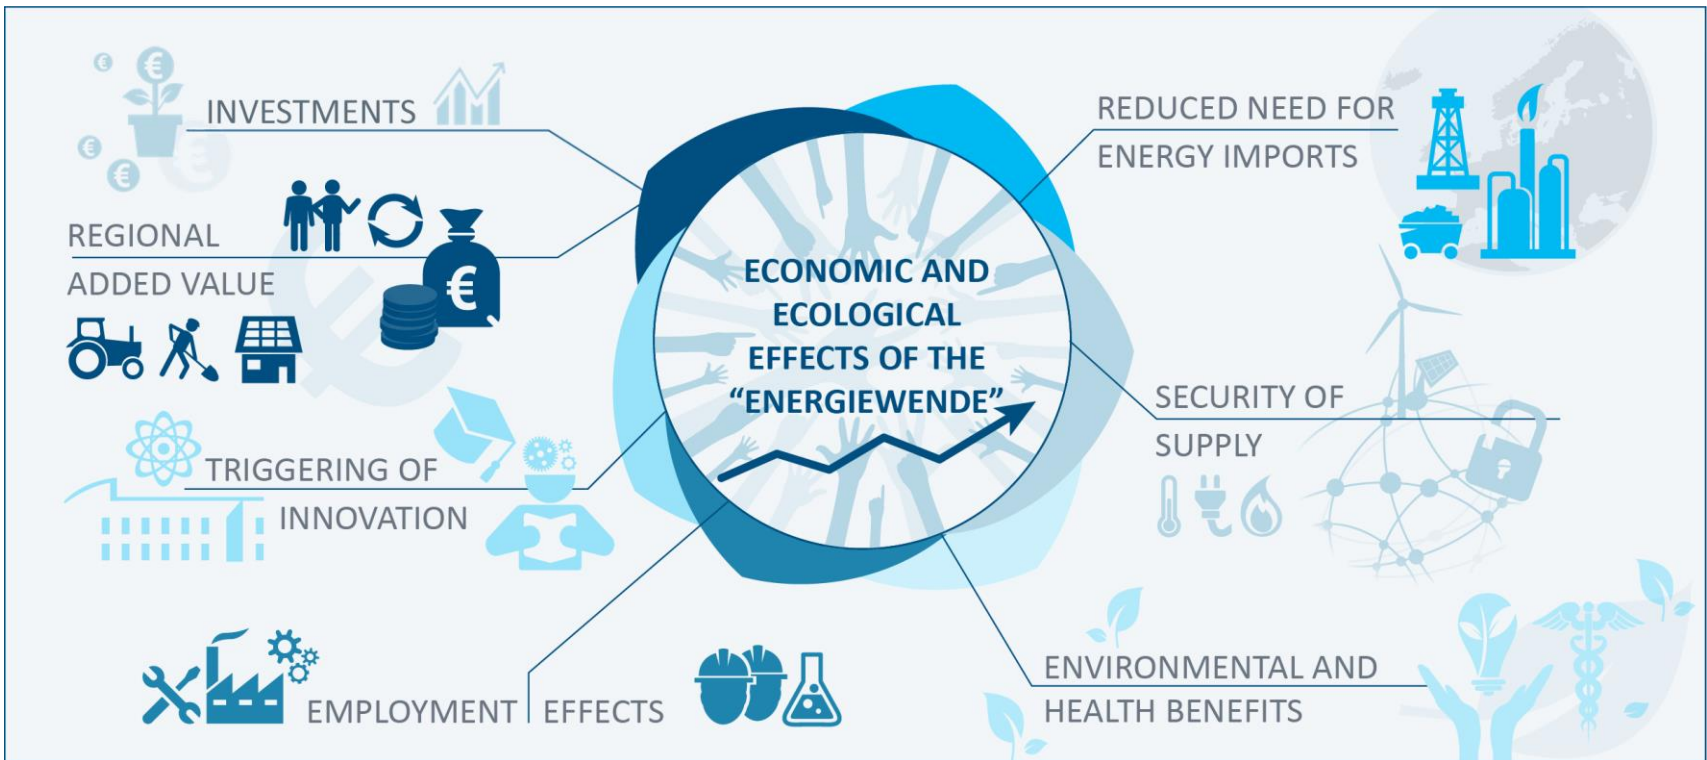 INVESTMENTS
REGIONAL
ADDED VALUE
TRIGGERING OF
INNOVATION
EMPLOYMENT EFFECTS
ECONOMIC AND
ECOLOGICAL
EFFECTS OF THE
“ENERGIEWENDE”
REDUCED NEED FOR
ENERGY IMPORTS
SECURITY OF
SUPPLY
ENVIRONMENTAL AND
HEALTH BENEFITS